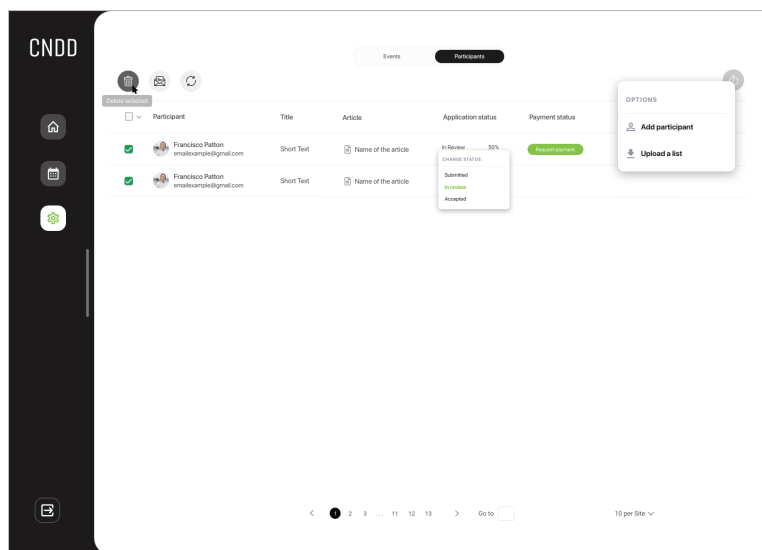 CNDD
Events
Participants
Delete selected
OPTIONS
Add participant
Upload a list
Participant
Title
Article
Application status
Payment status
Francisco Patton
emailexample@gmail.com
Short Text
Name of the article
In Review
50%
Request payment
CHANGE STATUS
Submitted
In review
Accepted
Francisco Patton
emailexample@gmail.com
Short Text
Name of the article
1 2 3 ... 11 12 13
Go to
10 per Site